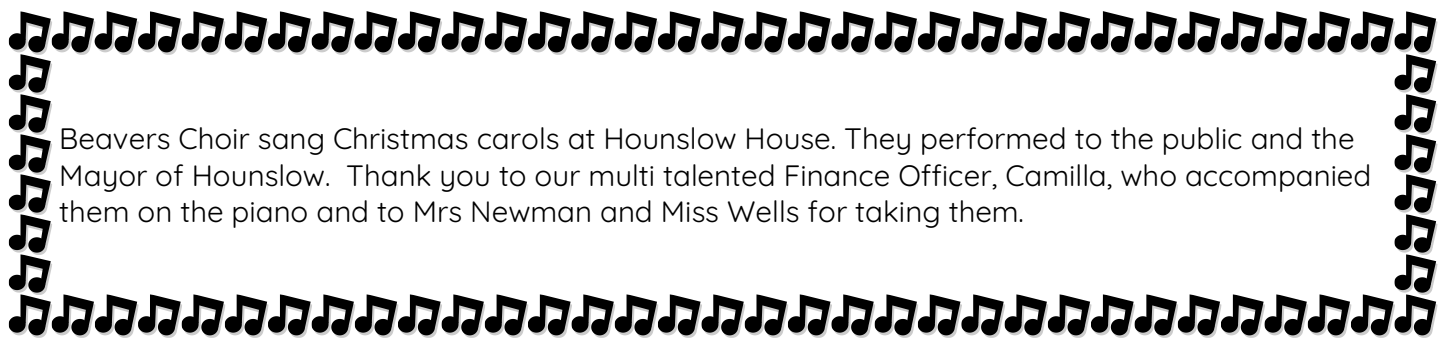 Beavers Choir sang Christmas carols at Hounslow House. They performed to the public and the
Mayor of Hounslow.  Thank you to our multi talented Finance Officer, Camilla, who accompanied
them on the piano and to Mrs Newman and Miss Wells for taking them.